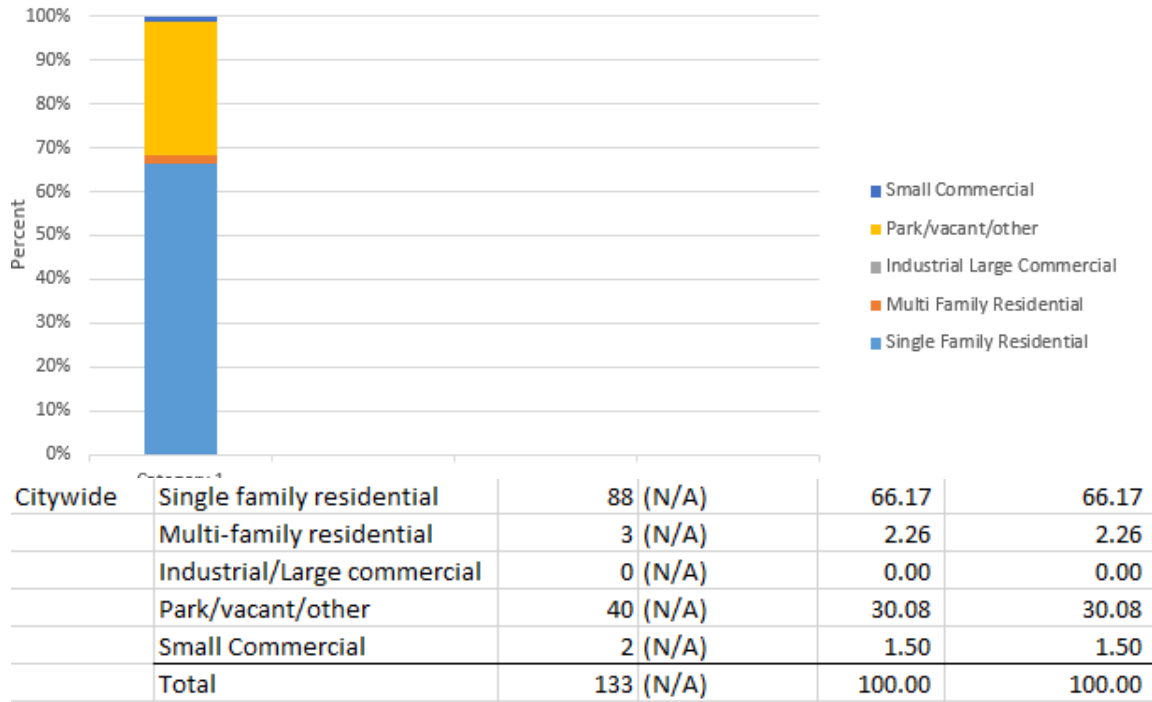 100%
90%
80%
70%
60%
50%
40%
30%
20%
10%
0%
Percent
Small Commercial
Park/vacant/other
Industrial Large Commercial
Multi Family Residential
Single Family Residential
Category 1
Citywide Single family residential 88 (N/A) 66.17 66.17
Multi-family residential 3 (N/A) 2.26 2.26
Industrial/Large commercial 0 (N/A) 0.00 0.00
Park/vacant/other 40 (N/A) 30.08 30.08
Small Commercial 2 (N/A) 1.50 1.50
Total 133 (N/A) 100.00 100.00